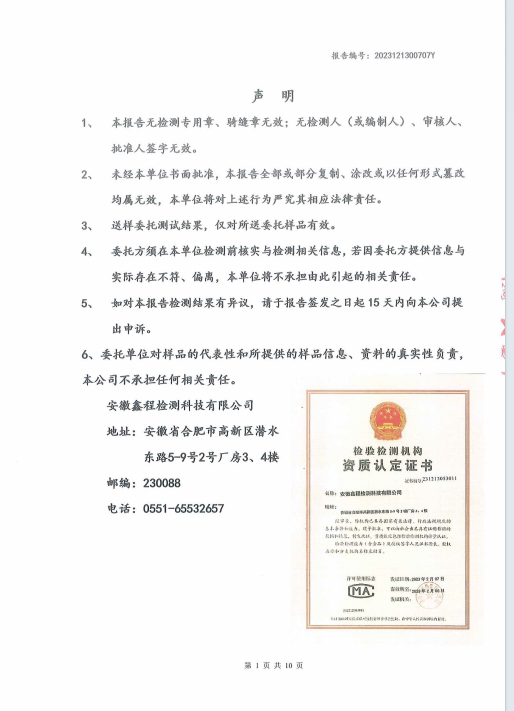 报告编号：2023121300707Y
声 明
1、 本报告无检测专用章、骑缝章无效；无检测人（或编制人）、审核人、
批准人签字无效。
2、 未经本单位书面批准，本报告全部或部分复制、涂改或以任何形式篡改
均属无效，本单位将对上述行为严究其相应法律责任。
3、 送样委托测试结果，仅对所送委托样品有效。
4、 委托方须在本单位检测前核实与检测相关信息，若因委托方提供信息与
实际存在不符、偏离，本单位将不承担由此引起的相关责任。
5、 如对本报告检测结果有异议，请于报告签发之日起 15 天内向本公司提
出申诉。
6、委托单位对样品的代表性和所提供的样品信息、资料的真实性负责，
本公司不承担任何相关责任。
安徽鑫程检测科技有限公司
地址：安徽省合肥市高新区潜水
东路5-9号2号厂房3、4楼
邮编：230088
电话：0551-65532657
检验检测机构
资质认定证书
名称：安徽鑫程检测科技有限公司
地址：
许可使用标志
MA
发证机关：
第 1 页 共 10 页